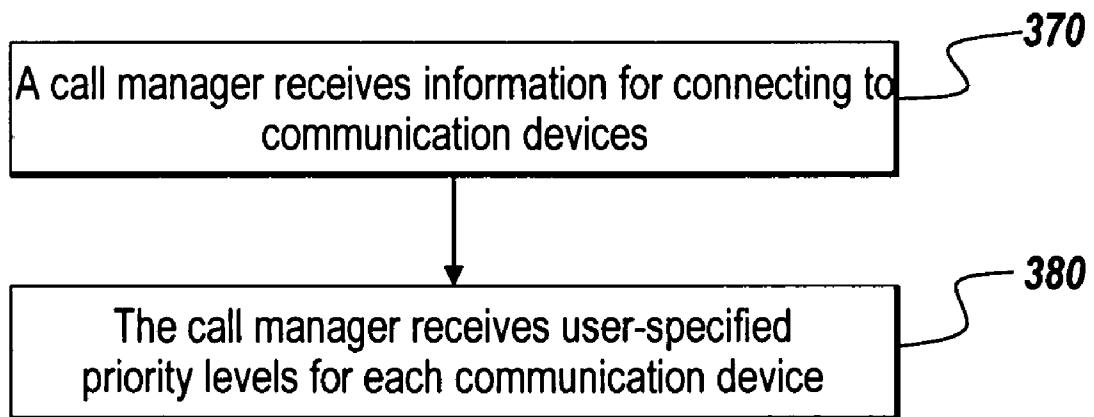 370
A call manager receives information for connecting to
communication devices
380
The call manager receives user-specified
priority levels for each communication device